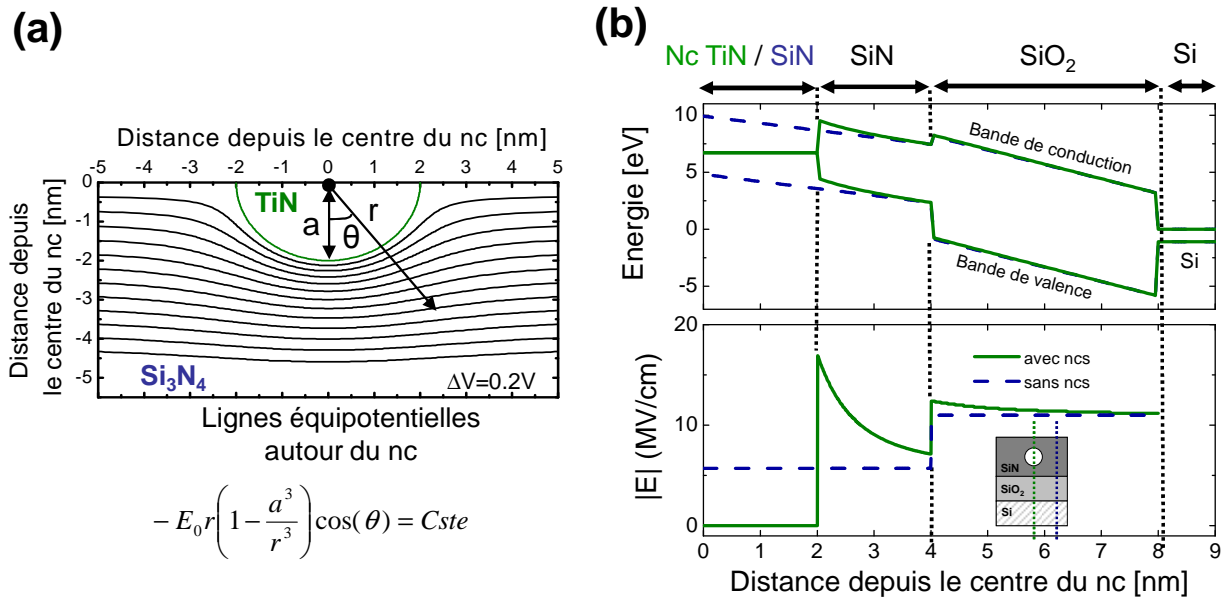 (a)
Distance depuis le centre du nc [nm]
-5 -4 -3 -2 -1 0 1 2 3 4 5
Distance depuis
le centre du nc [nm]
0
-1
-2
-3
-4
-5
TiN
a
θ
r
Si₃N₄
ΔV=0.2V
Lignes équipotentielles
autour du nc
− E₀r(1 − a³/r³)cos(θ) = Cste
(b)
Nc TiN / SiN
SiN
SiO₂
Si
Energie [eV]
10
5
0
-5
Bande de conduction
Bande de valence
Si
|E| (MV/cm)
20
10
0
avec ncs
sans ncs
SiN
SiO₂
Si
0 1 2 3 4 5 6 7 8 9
Distance depuis le centre du nc [nm]